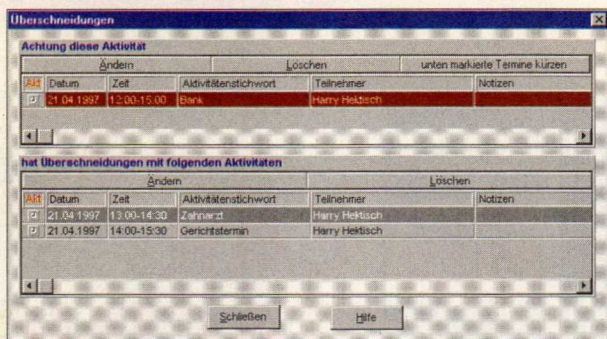 Überschneidungen
Achtung diese Aktivität
Ändern Löschen unten markierte Termine kürzen
Akt Datum Zeit Aktivitätenstichwort Teilnehmer Notizen
21.04.1997 12:00-15:00 Bank Harry Hektisch
hat Überschneidungen mit folgenden Aktivitäten
Ändern Löschen
Akt Datum Zeit Aktivitätenstichwort Teilnehmer Notizen
21.04.1997 13:00-14:30 Zahnarzt Harry Hektisch
21.04.1997 14:00-15:30 Gerichtstermin Harry Hektisch
Schließen Hilfe